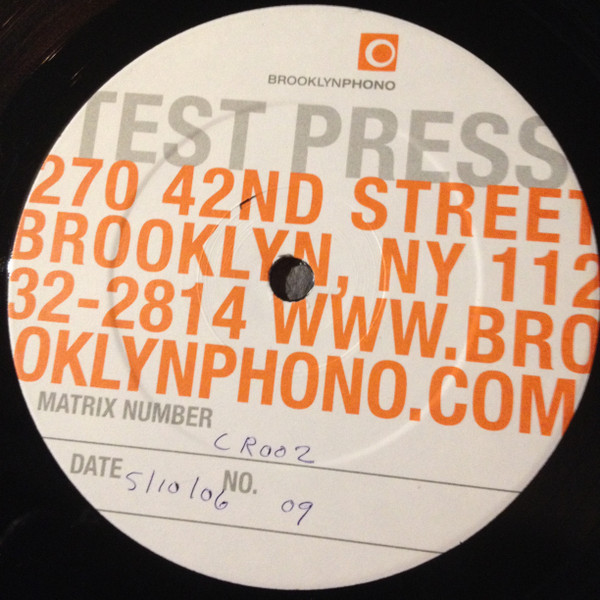 BROOKLYNPHONO
TEST PRESS
270 42ND STREET
BROOKLYN, NY 112
32-2814 WWW.BRO
OKLYNPHONO.COM
MATRIX NUMBER CR002
DATE 5/10/06 NO. 09